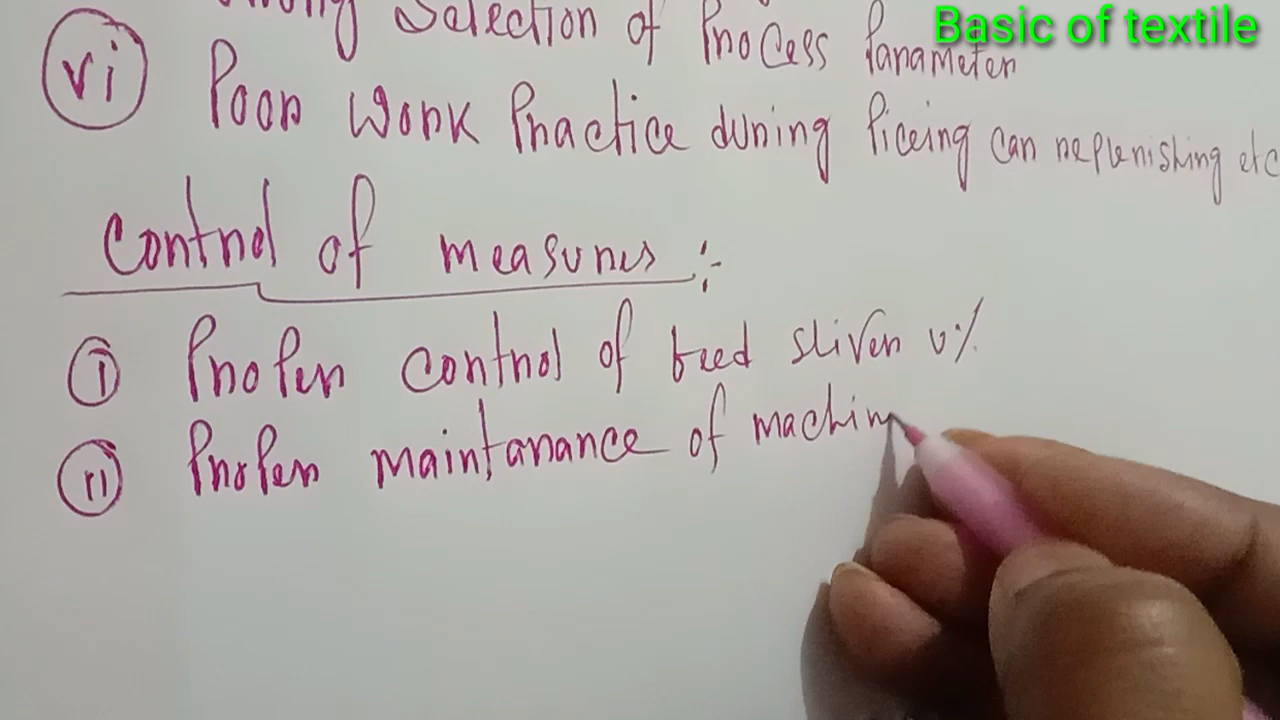 Basic of textile
Selection of Process Parameter
vi Poor work Practice during Piceing can replenishing etc
Control of measures :-
i Proper control of feed sliver U%
ii Proper maintanance of machin